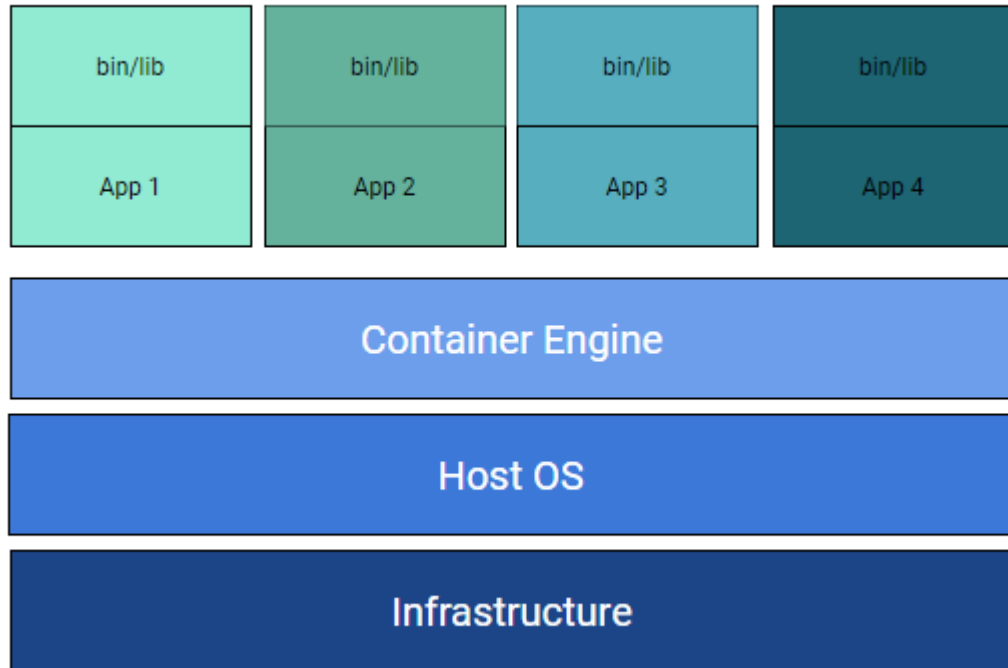 bin/lib
bin/lib
bin/lib
bin/lib
App 1
App 2
App 3
App 4
Container Engine
Host OS
Infrastructure